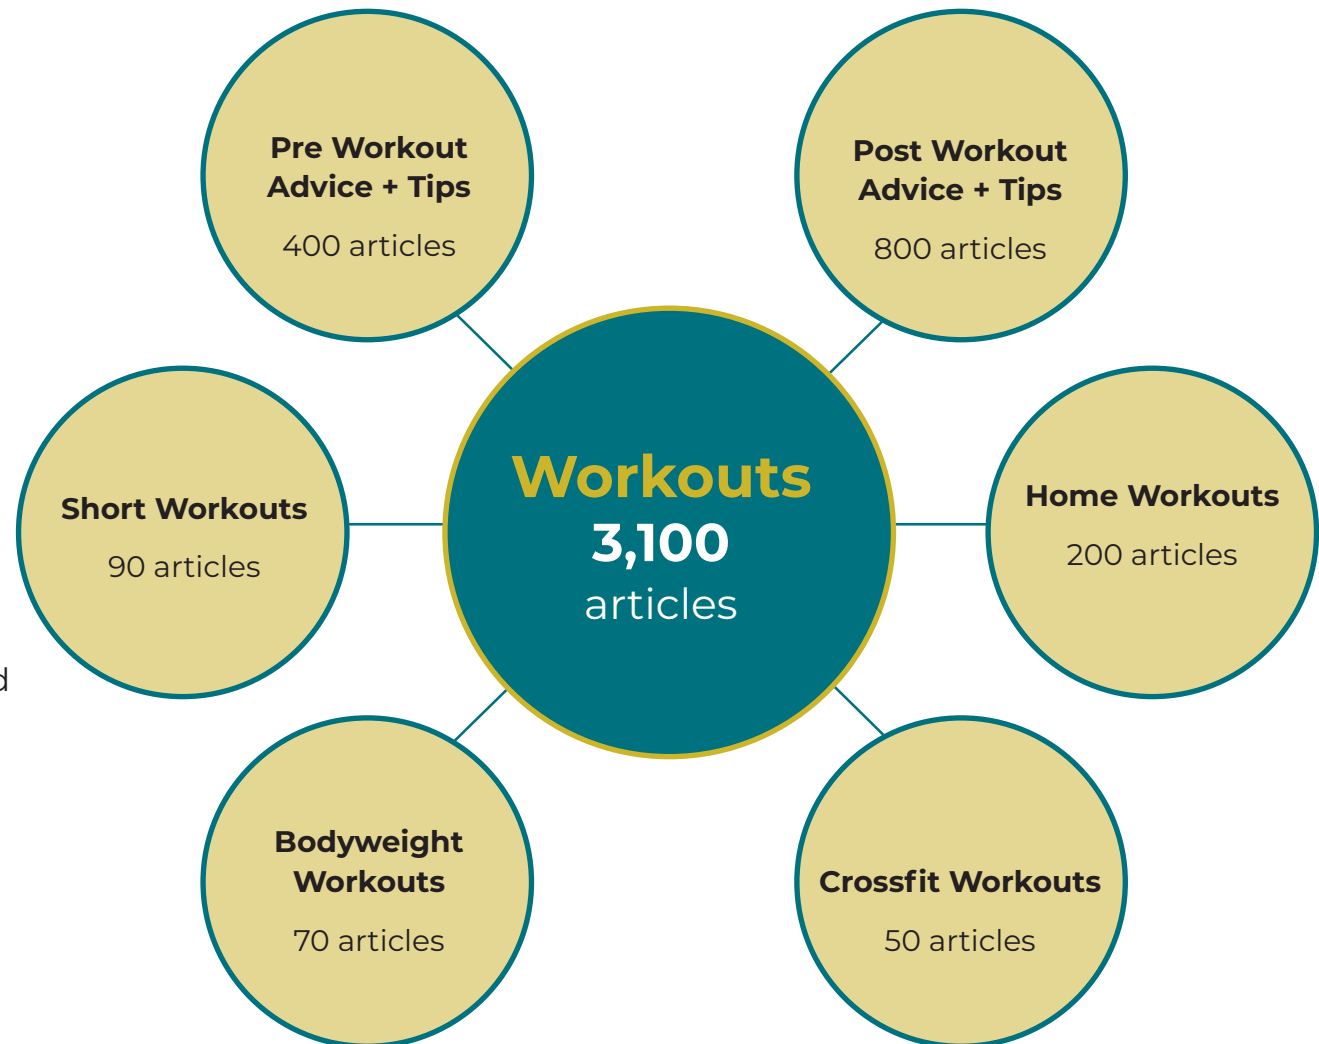 Pre Workout
Advice + Tips
400 articles
Post Workout
Advice + Tips
800 articles
Workouts
3,100
articles
Short Workouts
90 articles
Home Workouts
200 articles
d
Bodyweight
Workouts
70 articles
Crossfit Workouts
50 articles